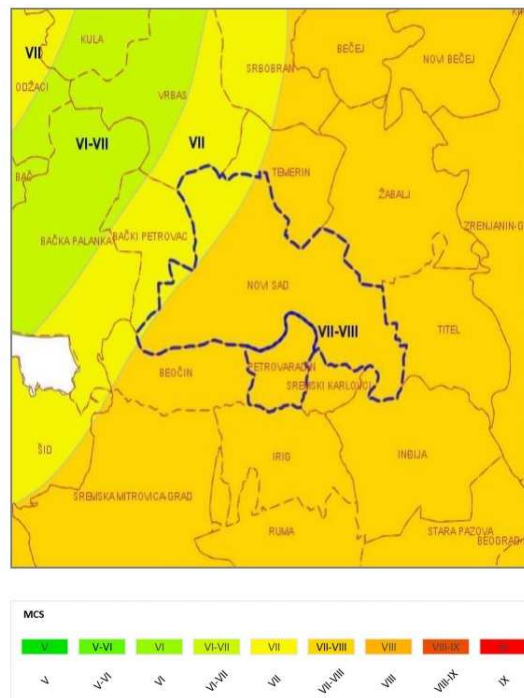 KULA
BEČEJ
NOVI BEČEJ
VII
ODŽACI
SRBOBRAN
VRBAS
VI-VII
VII
TEMERIN
BAČ
ŽABALJ
ZRENJANIN-G
BAČKA PALANKA
BAČKI PETROVAC
NOVI SAD
VII-VIII
TITEL
BEOČIN
PETROVARADIN
SREMSKI KARLOVCI
ŠID
IRIG
INĐIJA
SREMSKA MITROVICA-GRAD
RUMA
STARA PAZOVA
BEOGRAD
MCS
V V-VI VI VI-VII VII VII-VIII VIII VIII-IX IX
V V-VI VI VI-VII VII VII-VIII VIII VIII-IX IX